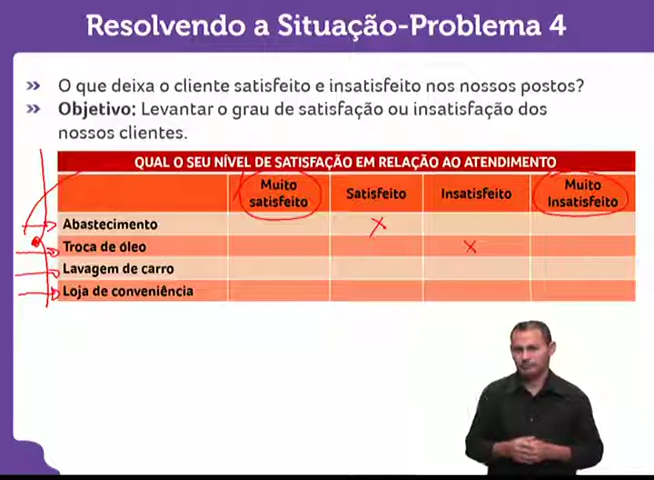 Resolvendo a Situação-Problema 4
» O que deixa o cliente satisfeito e insatisfeito nos nossos postos?
» Objetivo: Levantar o grau de satisfação ou insatisfação dos
nossos clientes.
QUAL O SEU NÍVEL DE SATISFAÇÃO EM RELAÇÃO AO ATENDIMENTO
Muito
satisfeito
Satisfeito
Insatisfeito
Muito
Insatisfeito
Abastecimento X
Troca de óleo X
Lavagem de carro
Loja de conveniência